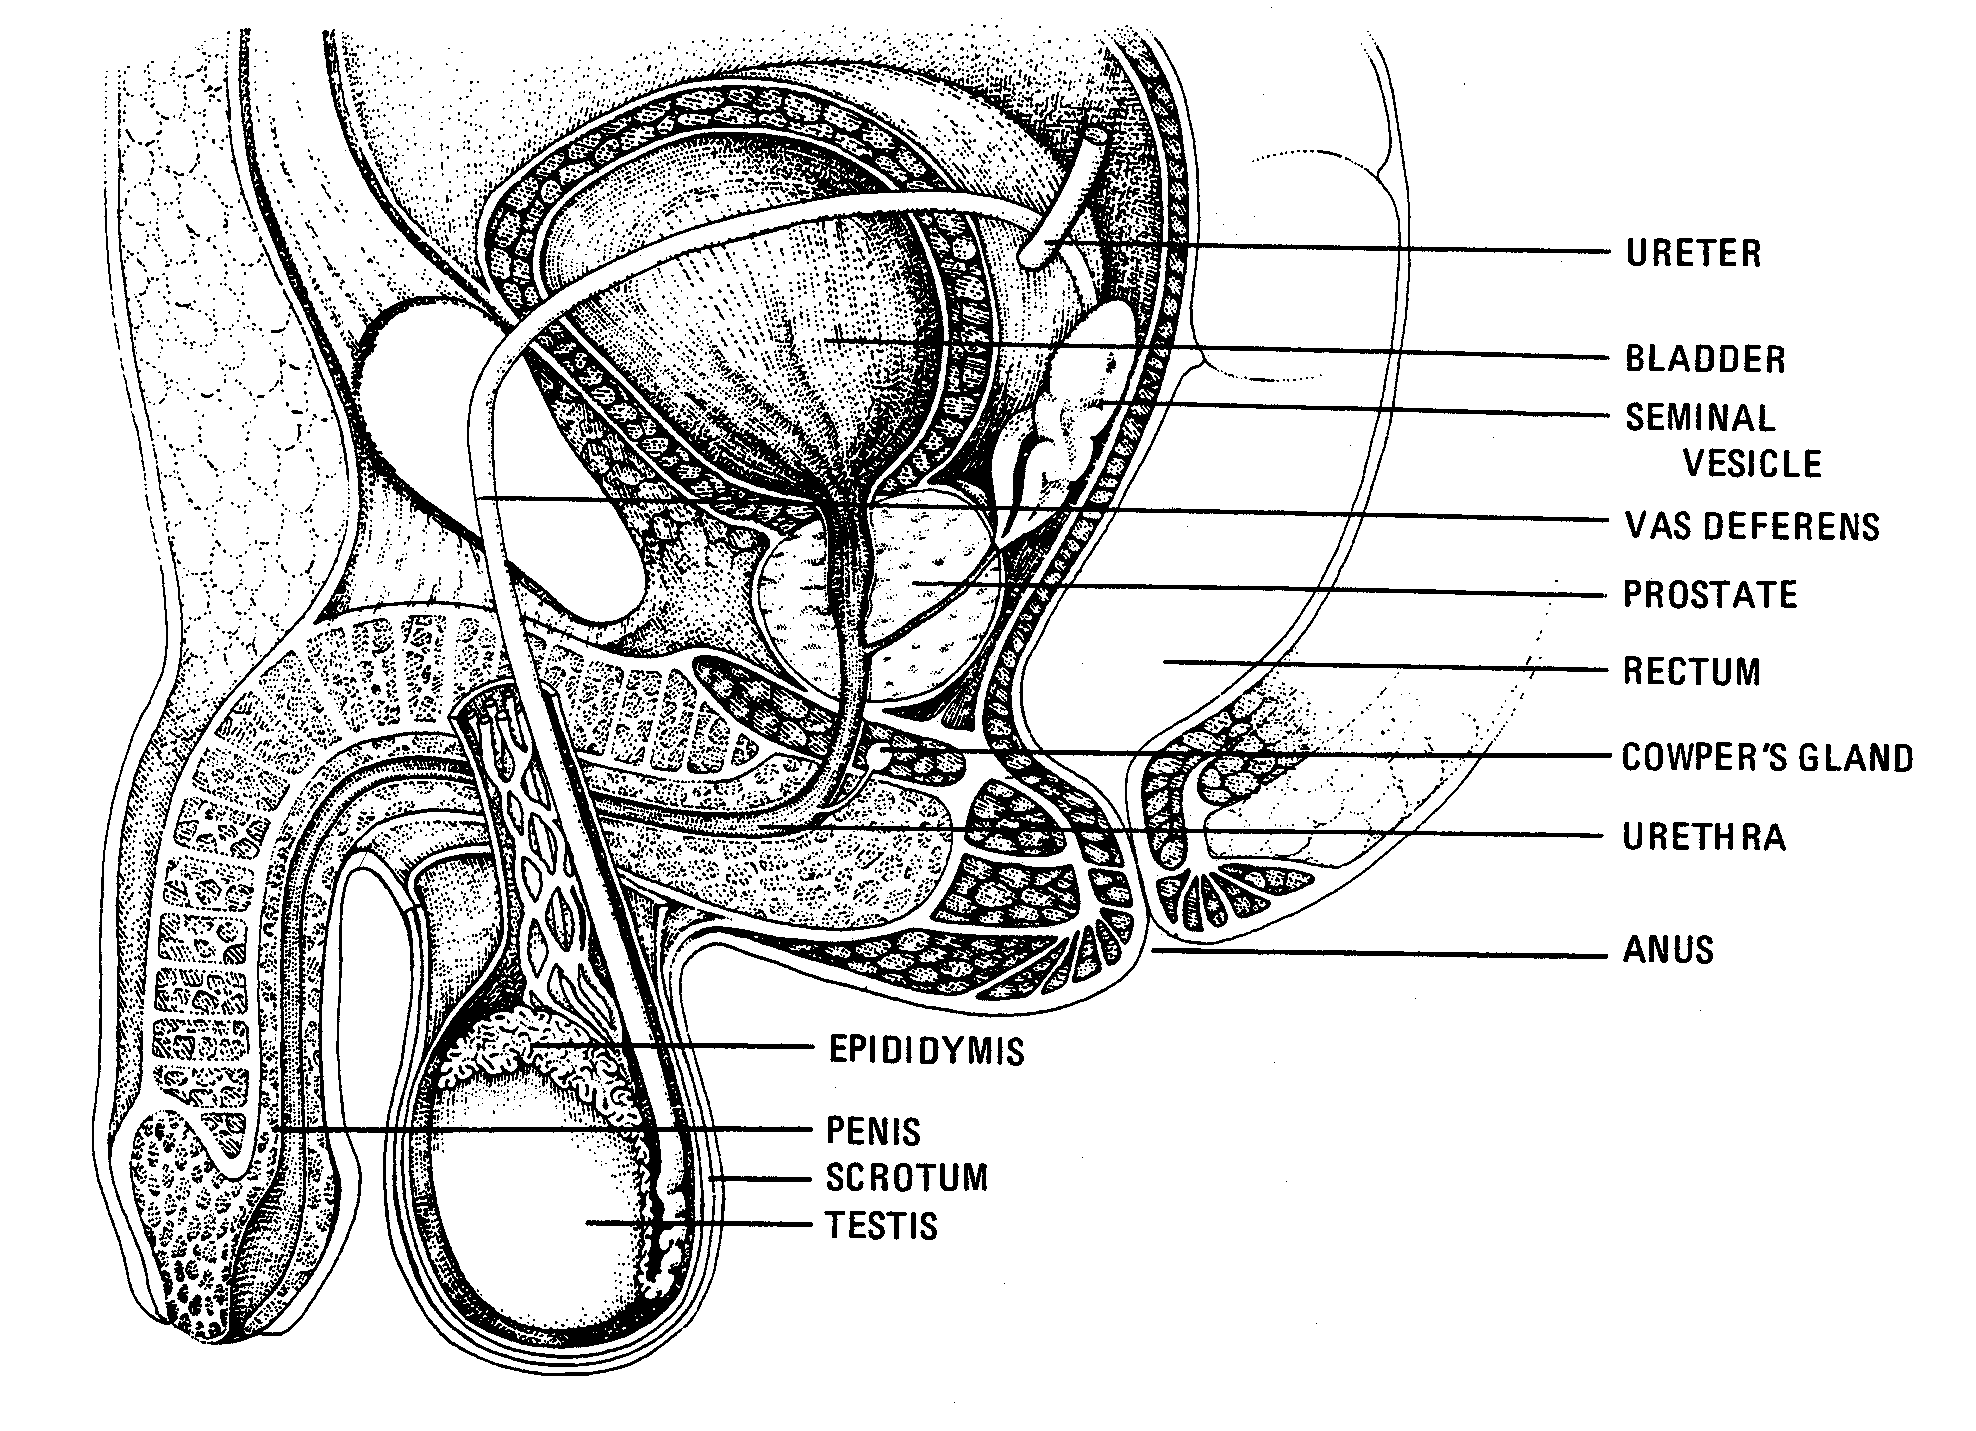 URETER
BLADDER
SEMINAL
VESICLE
VAS DEFERENS
PROSTATE
RECTUM
COWPER'S GLAND
URETHRA
ANUS
EPIDIDYMIS
PENIS
SCROTUM
TESTIS